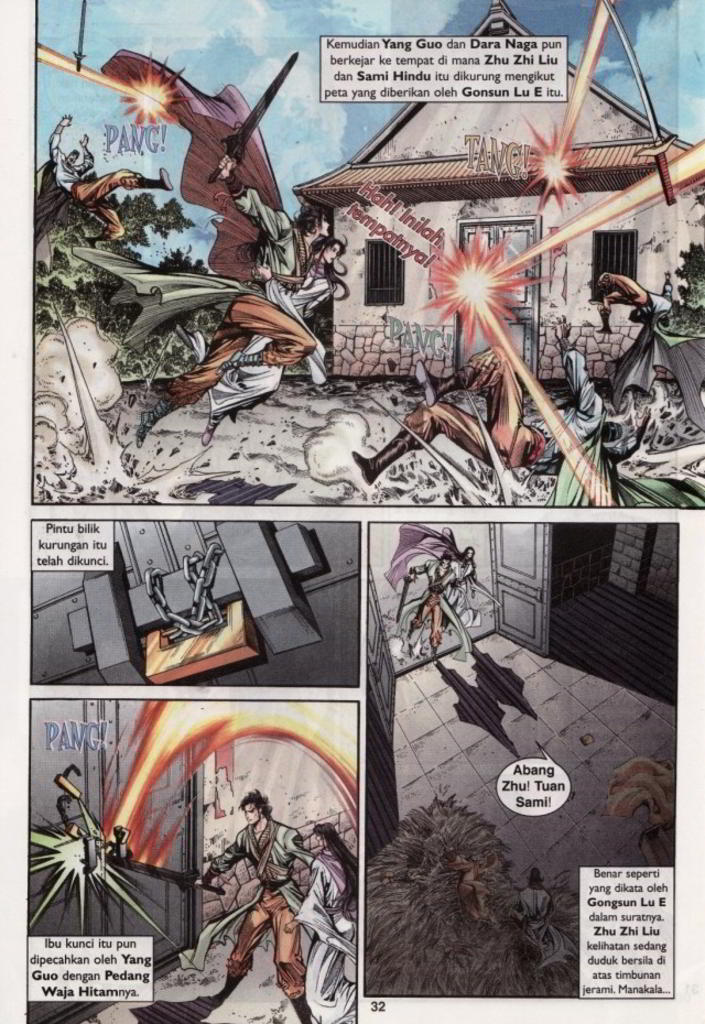 Kemudian Yang Guo dan Dara Naga pun
berkejar ke tempat di mana Zhu Zhi Liu
dan Sami Hindu itu dikurung mengikut
peta yang diberikan oleh Gonsun Lu E itu.
PANG!
TANG!
Hah! Inilah
tempatnya!
PANG!
Pintu bilik
kurungan itu
telah dikunci.
PANG!
Ibu kunci itu pun
dipecahkan oleh Yang
Guo dengan Pedang
Waja Hitamnya.
Abang
Zhu! Tuan
Sami!
Benar seperti
yang dikata oleh
Gongsun Lu E
dalam suratnya.
Zhu Zhi Liu
kelihatan sedang
duduk bersila di
atas timbunan
jerami. Manakala...
32